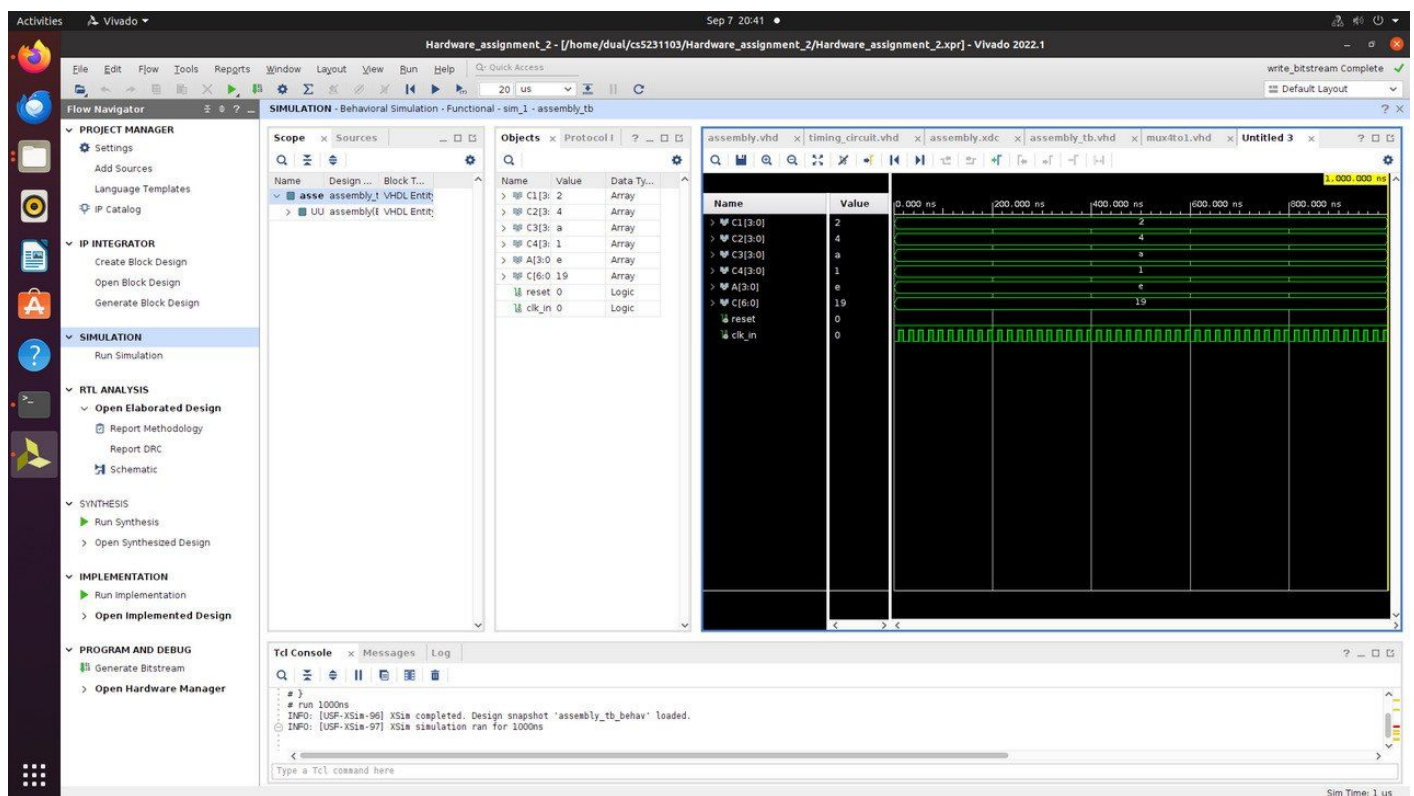 Activities Vivado Sep 7 20:41
Hardware_assignment_2 - [/home/dual/cs5231103/Hardware_assignment_2/Hardware_assignment_2.xpr] - Vivado 2022.1
File Edit Flow Tools Reports Window Layout View Run Help Quick Access write_bitstream Complete
20 us Default Layout
Flow Navigator SIMULATION - Behavioral Simulation - Functional - sim_1 - assembly_tb
PROJECT MANAGER
Settings
Add Sources
Language Templates
IP Catalog
IP INTEGRATOR
Create Block Design
Open Block Design
Generate Block Design
SIMULATION
Run Simulation
RTL ANALYSIS
Open Elaborated Design
Report Methodology
Report DRC
Schematic
SYNTHESIS
Run Synthesis
Open Synthesized Design
IMPLEMENTATION
Run Implementation
Open Implemented Design
PROGRAM AND DEBUG
Generate Bitstream
Open Hardware Manager
Scope Sources
Name Design ... Block T...
asse assembly_t VHDL Entity
UU assembly(E VHDL Entity
Objects Protocol I
Name Value Data Ty...
C1[3: 2 Array
C2[3: 4 Array
C3[3: a Array
C4[3: 1 Array
A[3:0 e Array
C[6:0 19 Array
reset 0 Logic
clk_in 0 Logic
assembly.vhd timing_circuit.vhd assembly.xdc assembly_tb.vhd mux4to1.vhd Untitled 3
1,000.000 ns
Name Value 0.000 ns 200.000 ns 400.000 ns 600.000 ns 800.000 ns
C1[3:0] 2 2
C2[3:0] 4 4
C3[3:0] a a
C4[3:0] 1 1
A[3:0] e e
C[6:0] 19 19
reset 0
clk_in 0
Tcl Console Messages Log
# }
# run 1000ns
INFO: [USF-XSim-96] XSim completed. Design snapshot 'assembly_tb_behav' loaded.
INFO: [USF-XSim-97] XSim simulation ran for 1000ns
Type a Tcl command here
Sim Time: 1 us